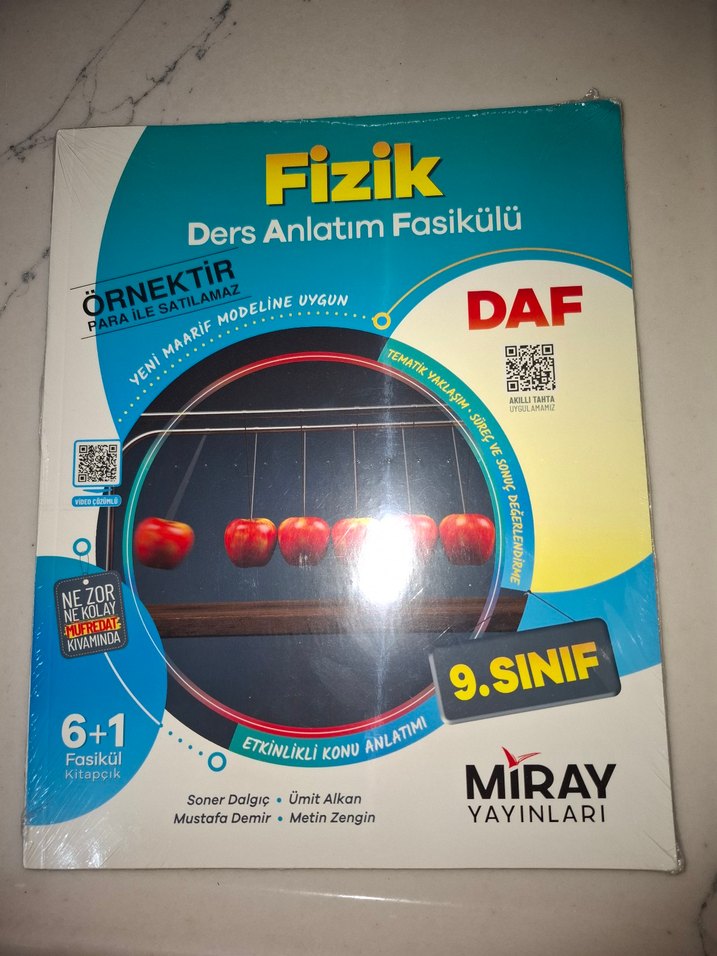 Fizik
Ders Anlatım Fasikülü
ÖRNEKTİR
PARA İLE SATILAMAZ
YENİ MAARİF MODELİNE UYGUN
DAF
AKILLI TAHTA
UYGULAMAMIZ
TEMATİK YAKLAŞIM • SÜREÇ VE SONUÇ DEĞERLENDİRME
VİDEO ÇÖZÜMLÜ
NE ZOR
NE KOLAY
MÜFREDAT
KIVAMINDA
9. SINIF
6+1
Fasikül
Kitapçık
ETKİNLİKLİ KONU ANLATIMI
Soner Dalgıç • Ümit Alkan
Mustafa Demir • Metin Zengin
MİRAY
YAYINLARI